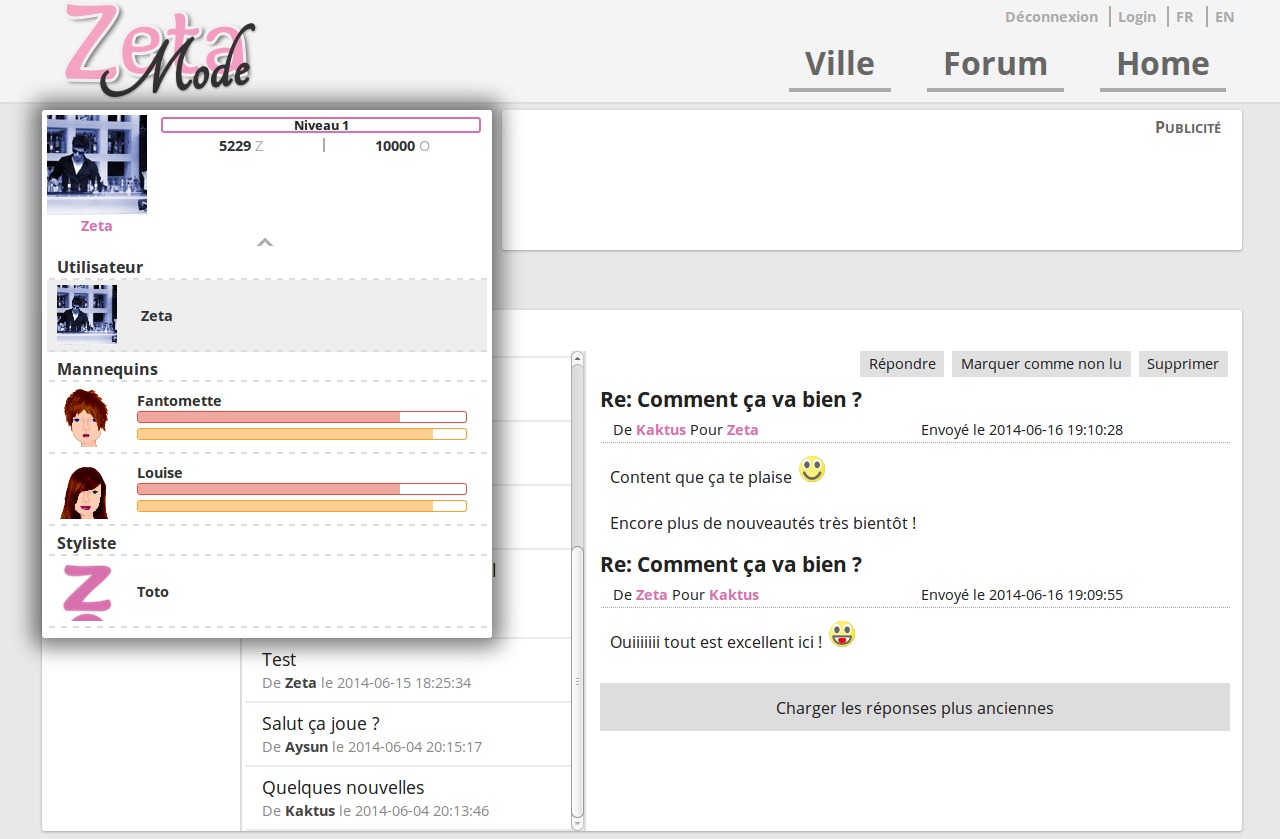 Zeta
Mode
Déconnexion Login FR EN
Ville Forum Home
Niveau 1
5229 Z 10000 O
Zeta
Utilisateur
Zeta
Mannequins
Fantomette
Louise
Styliste
Toto
Publicité
Test
De Zeta le 2014-06-15 18:25:34
Salut ça joue ?
De Aysun le 2014-06-04 20:15:17
Quelques nouvelles
De Kaktus le 2014-06-04 20:13:46
Répondre Marquer comme non lu Supprimer
Re: Comment ça va bien ?
De Kaktus Pour Zeta Envoyé le 2014-06-16 19:10:28
Content que ça te plaise
Encore plus de nouveautés très bientôt !
Re: Comment ça va bien ?
De Zeta Pour Kaktus Envoyé le 2014-06-16 19:09:55
Ouiiiiiii tout est excellent ici !
Charger les réponses plus anciennes